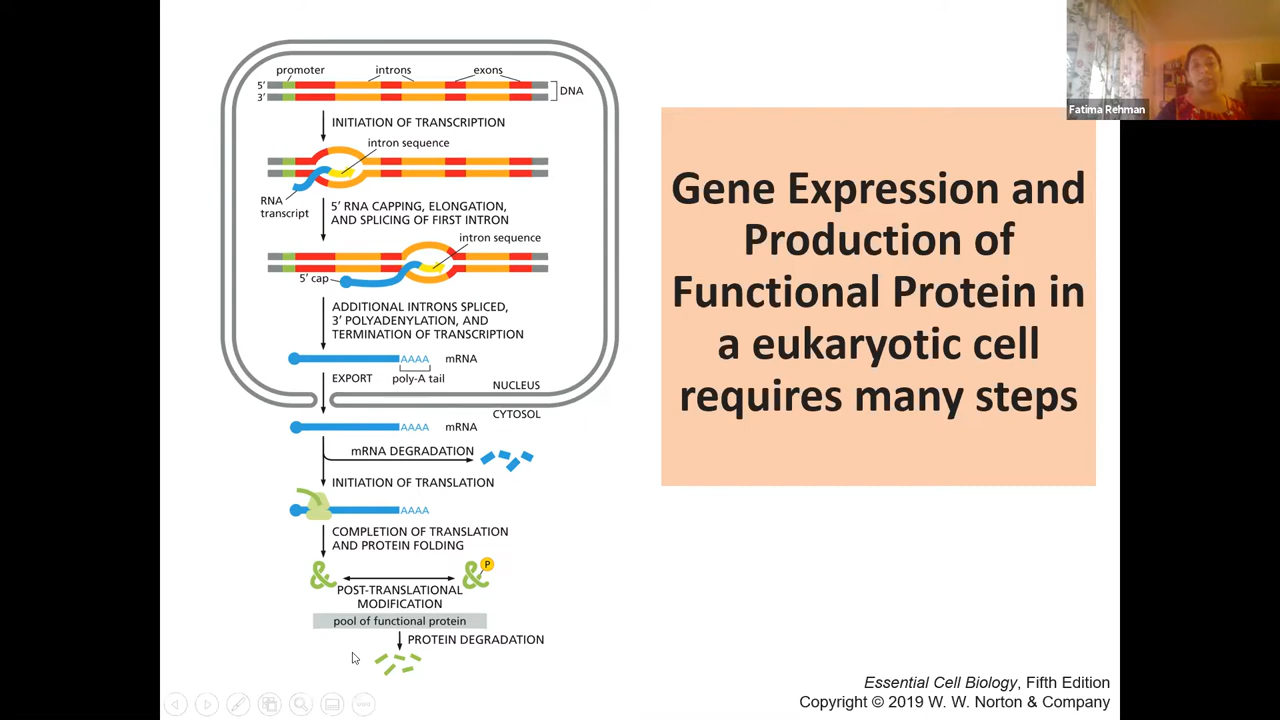 promoter introns exons
5′
3′
DNA
INITIATION OF TRANSCRIPTION
intron sequence
RNA
transcript
5′ RNA CAPPING, ELONGATION,
AND SPLICING OF FIRST INTRON
intron sequence
5′ cap
ADDITIONAL INTRONS SPLICED,
3′ POLYADENYLATION, AND
TERMINATION OF TRANSCRIPTION
AAAA mRNA
poly-A tail
EXPORT
NUCLEUS
CYTOSOL
AAAA mRNA
mRNA DEGRADATION
INITIATION OF TRANSLATION
AAAA
COMPLETION OF TRANSLATION
AND PROTEIN FOLDING
P
POST-TRANSLATIONAL
MODIFICATION
pool of functional protein
PROTEIN DEGRADATION
Fatima Rehman
Gene Expression and
Production of
Functional Protein in
a eukaryotic cell
requires many steps
Essential Cell Biology, Fifth Edition
Copyright © 2019 W. W. Norton & Company